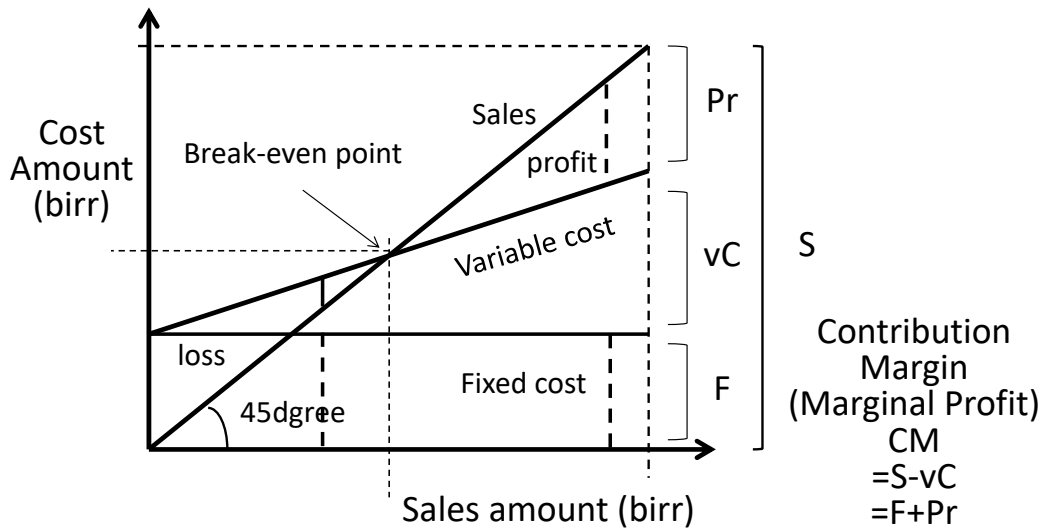 Cost
Amount
(birr)
Break-even point
Sales
profit
Variable cost
loss
45dgree
Fixed cost
Sales amount (birr)
Pr
vC
F
S
Contribution
Margin
(Marginal Profit)
CM
=S-vC
=F+Pr